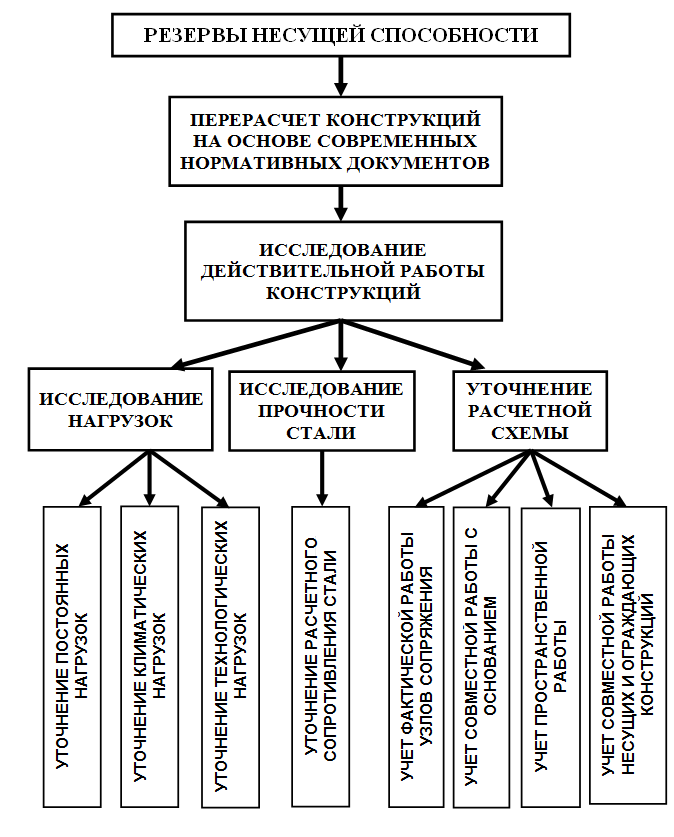 РЕЗЕРВЫ НЕСУЩЕЙ СПОСОБНОСТИ
ПЕРЕРАСЧЕТ КОНСТРУКЦИЙ
НА ОСНОВЕ СОВРЕМЕННЫХ
НОРМАТИВНЫХ ДОКУМЕНТОВ
ИССЛЕДОВАНИЕ
ДЕЙСТВИТЕЛЬНОЙ РАБОТЫ
КОНСТРУКЦИЙ
ИССЛЕДОВАНИЕ
НАГРУЗОК
ИССЛЕДОВАНИЕ
ПРОЧНОСТИ
СТАЛИ
УТОЧНЕНИЕ
РАСЧЕТНОЙ
СХЕМЫ
УТОЧНЕНИЕ ПОСТОЯННЫХ
НАГРУЗОК
УТОЧНЕНИЕ КЛИМАТИЧЕСКИХ
НАГРУЗОК
УТОЧНЕНИЕ ТЕХНОЛОГИЧЕСКИХ
НАГРУЗОК
УТОЧНЕНИЕ РАСЧЕТНОГО
СОПРОТИВЛЕНИЯ СТАЛИ
УЧЕТ ФАКТИЧЕСКОЙ РАБОТЫ
УЗЛОВ СОПРЯЖЕНИЯ
УЧЕТ СОВМЕСТНОЙ РАБОТЫ С
ОСНОВАНИЕМ
УЧЕТ ПРОСТРАНСТВЕННОЙ
РАБОТЫ
УЧЕТ СОВМЕСТНОЙ РАБОТЫ
НЕСУЩИХ И ОГРАЖДАЮЩИХ
КОНСТРУКЦИЙ